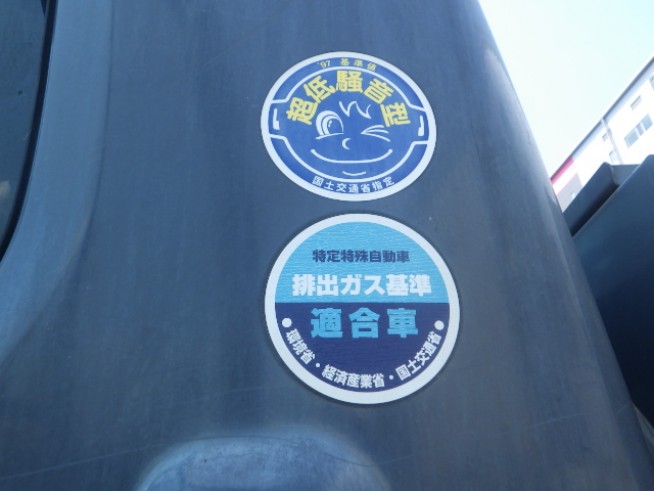 '97 基準値
超低騒音型
国土交通省指定
特定特殊自動車
排出ガス基準
適合車
●環境省・経済産業省・国土交通省●